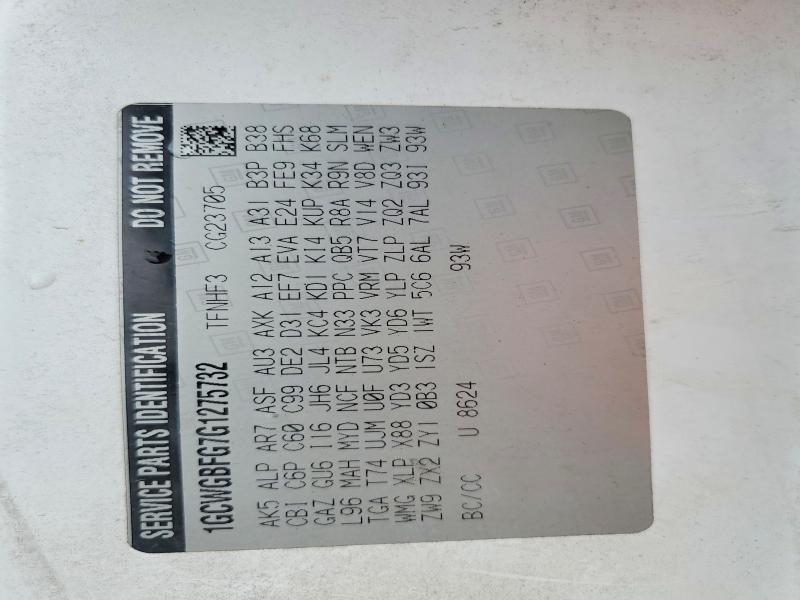 SERVICE PARTS IDENTIFICATION DO NOT REMOVE
1GCWGBFG7G1275732 TFNHF3 CG23705
AK5 ALP AR7 ASF AU3 AXK A12 A13 A31 B3P B38
CB1 C6P C60 C99 DE2 D31 EF7 EVA E24 FE9 FHS
GAZ GU6 I16 JH6 JL4 KC4 KD1 K14 KUP K34 K68
L96 MAH MYD NCF NTB N33 PPC QB5 R8A R9N SLM
TGA T74 UJM U0F U73 VK3 VRM VT7 V14 V8D WEN
WMG XLP X88 YD3 YD5 YD6 YLP ZLP ZQ2 ZQ3 ZW3
ZW9 ZX2 ZY1 0B3 1SZ 1WT 5C6 6AL 7AL 93I 93W
BC/CC U 8624 93W